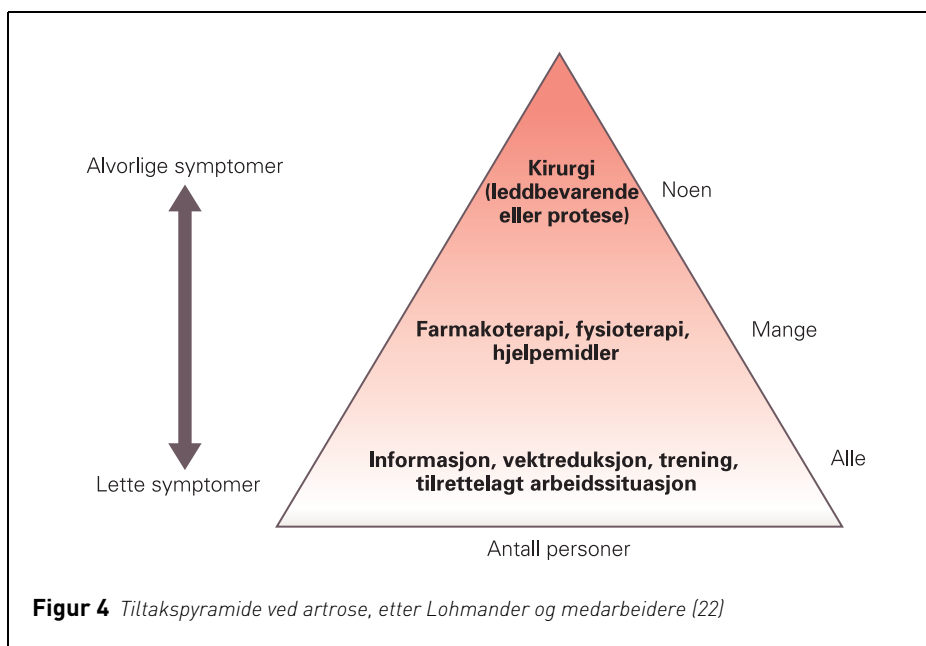 Alvorlige symptomer
Lette symptomer
Kirurgi
(leddbevarende
eller protese)
Noen
Farmakoterapi, fysioterapi,
hjelpemidler
Mange
Informasjon, vektreduksjon, trening,
tilrettelagt arbeidssituasjon
Alle
Antall personer
Figur 4 Tiltakspyramide ved artrose, etter Lohmander og medarbeidere (22)